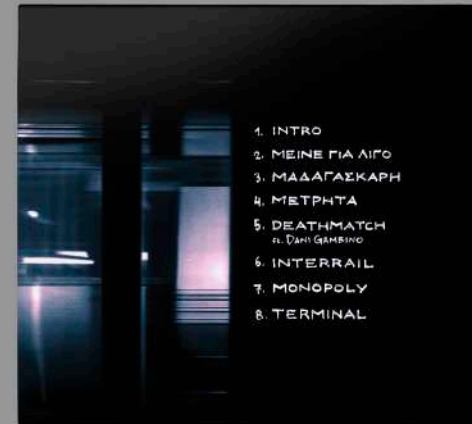 1. INTRO
2. ΜΕΙΝΕ ΓΙΑ ΛΙΓΟ
3. ΜΑΔΑΓΑΣΚΑΡΗ
4. ΜΕΤΡΗΤΑ
5. DEATHMATCH
ft. DANI GAMBINO
6. INTERRAIL
7. MONOPOLY
8. TERMINAL